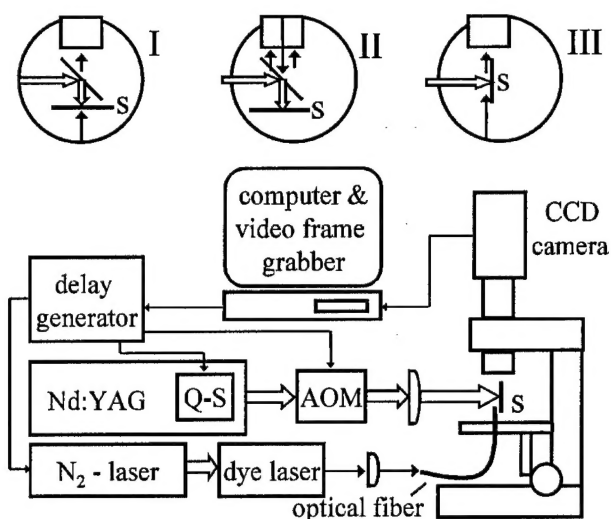 I
II
III
S
S
S
computer &
video frame
grabber
CCD
camera
delay
generator
Nd:YAG
Q-S
AOM
S
N₂ - laser
dye laser
optical fiber